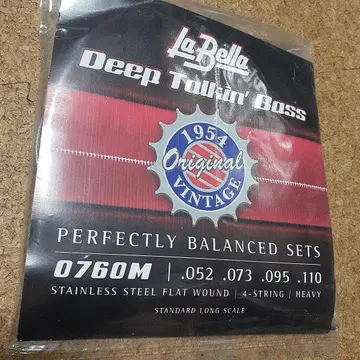 La Bella
Deep Talkin' Bass
1954
Original
VINTAGE
PERFECTLY BALANCED SETS
0760M | .052 .073 .095 .110
STAINLESS STEEL FLAT WOUND | 4-STRING | HEAVY
STANDARD LONG SCALE